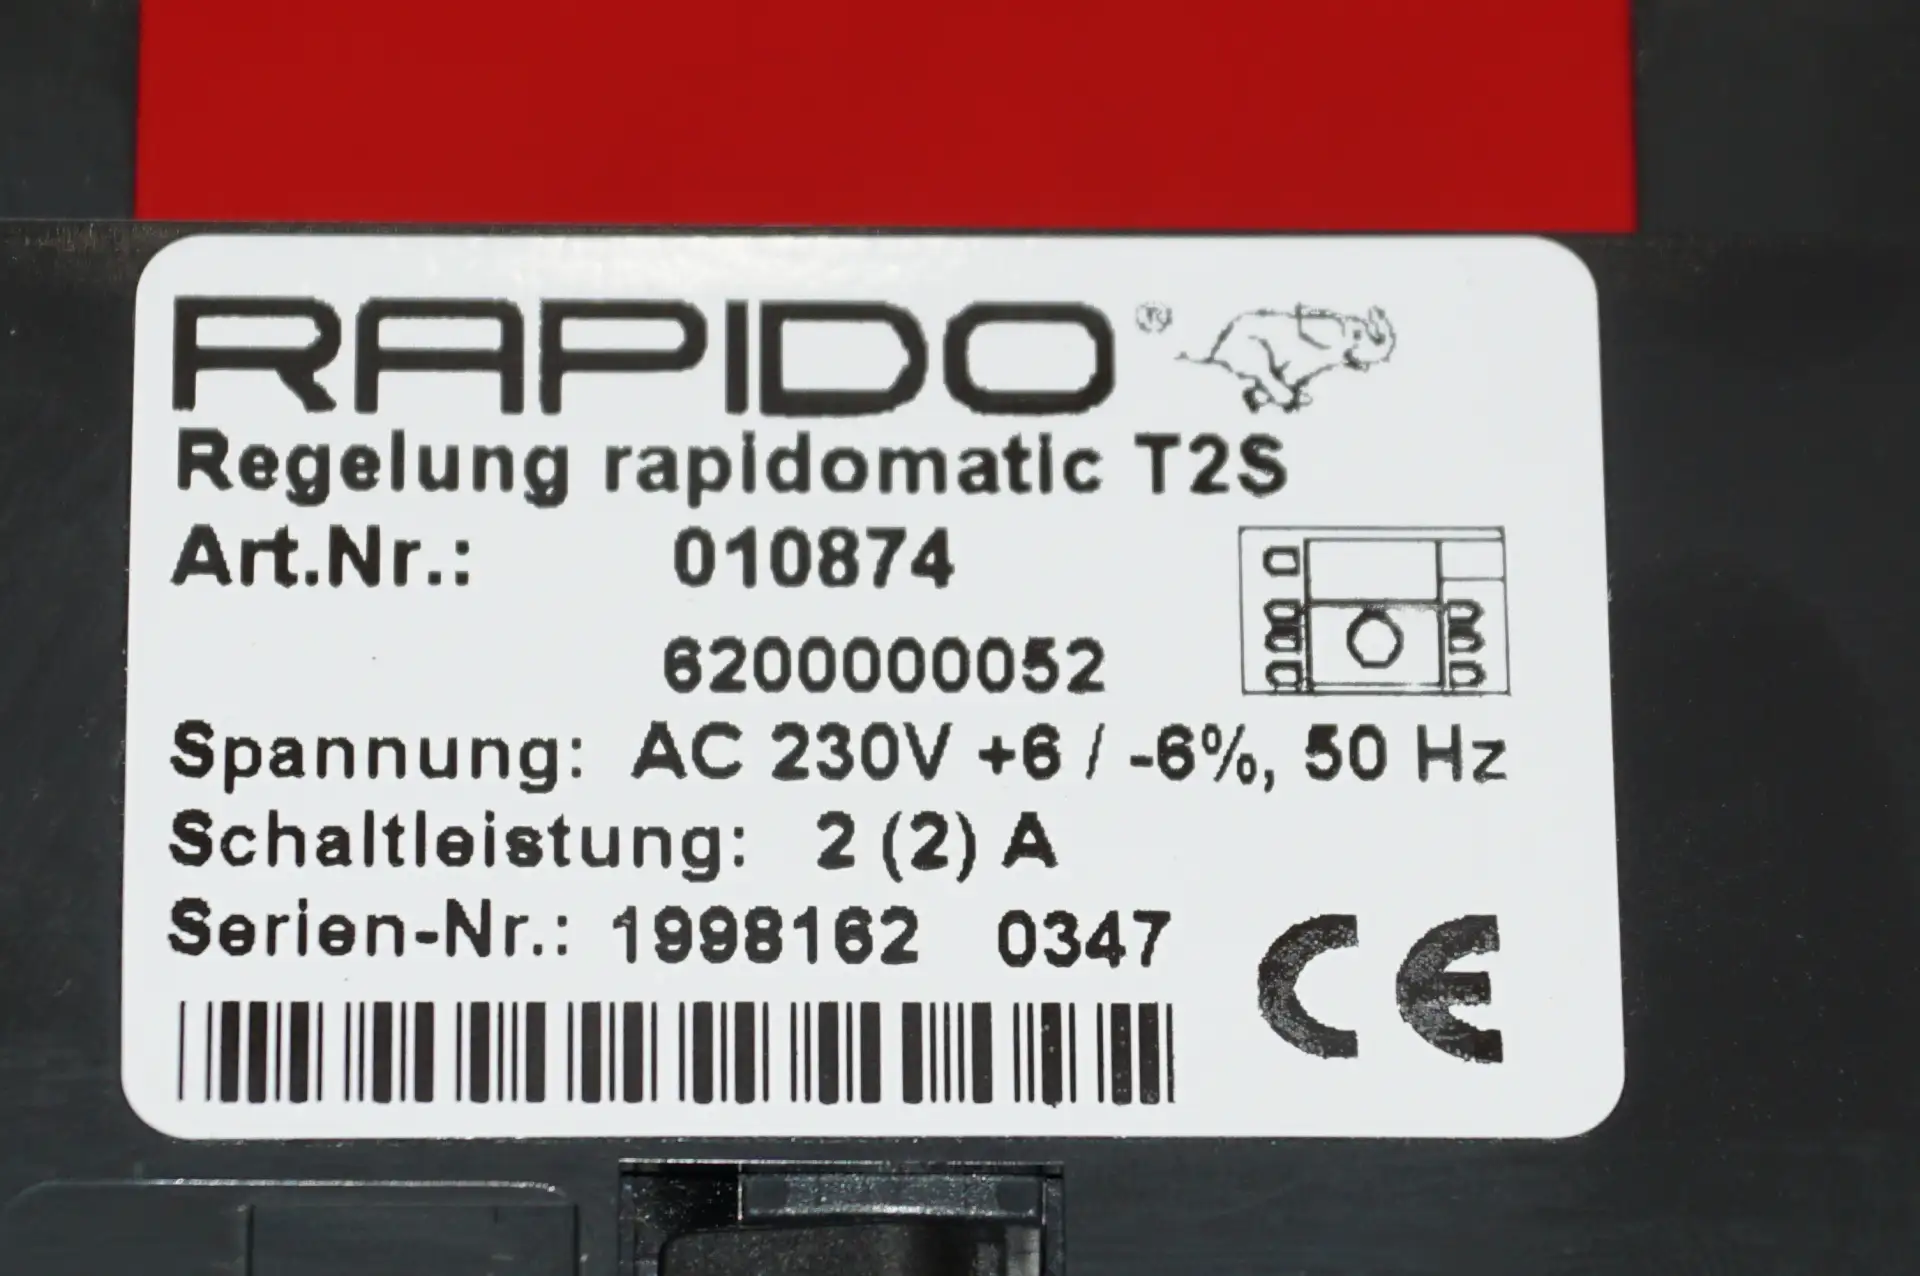 RAPIDO ®
Regelung rapidomatic T2S
Art.Nr.: 010874
6200000052
Spannung: AC 230V +6 / -6%, 50 Hz
Schaltleistung: 2 (2) A
Serien-Nr.: 1998162 0347
CE